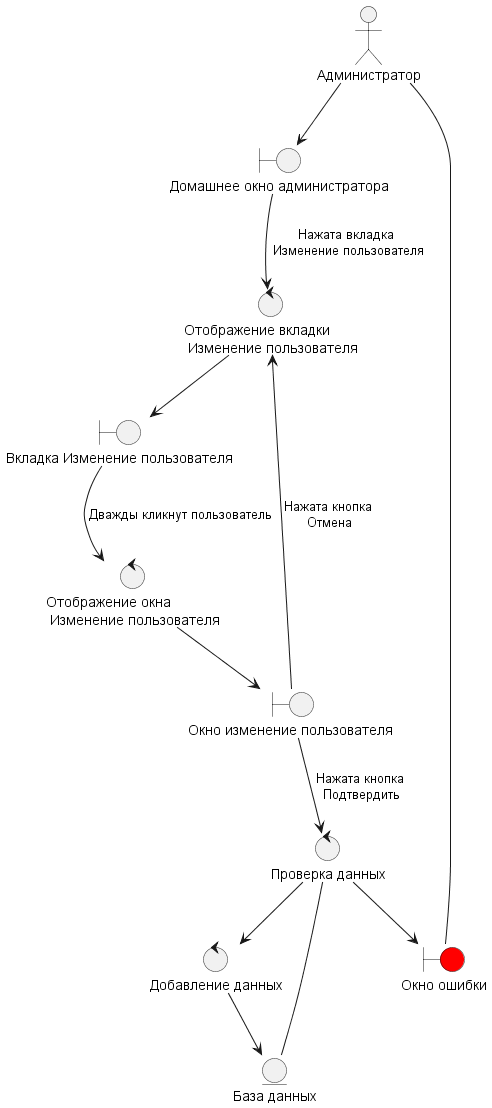 Администратор
Домашнее окно администратора
Нажата вкладка
Изменение пользователя
Отображение вкладки
Изменение пользователя
Вкладка Изменение пользователя
Нажата кнопка
Отмена
Дважды кликнут пользователь
Отображение окна
Изменение пользователя
Окно изменение пользователя
Нажата кнопка
Подтвердить
Проверка данных
Добавление данных
Окно ошибки
База данных